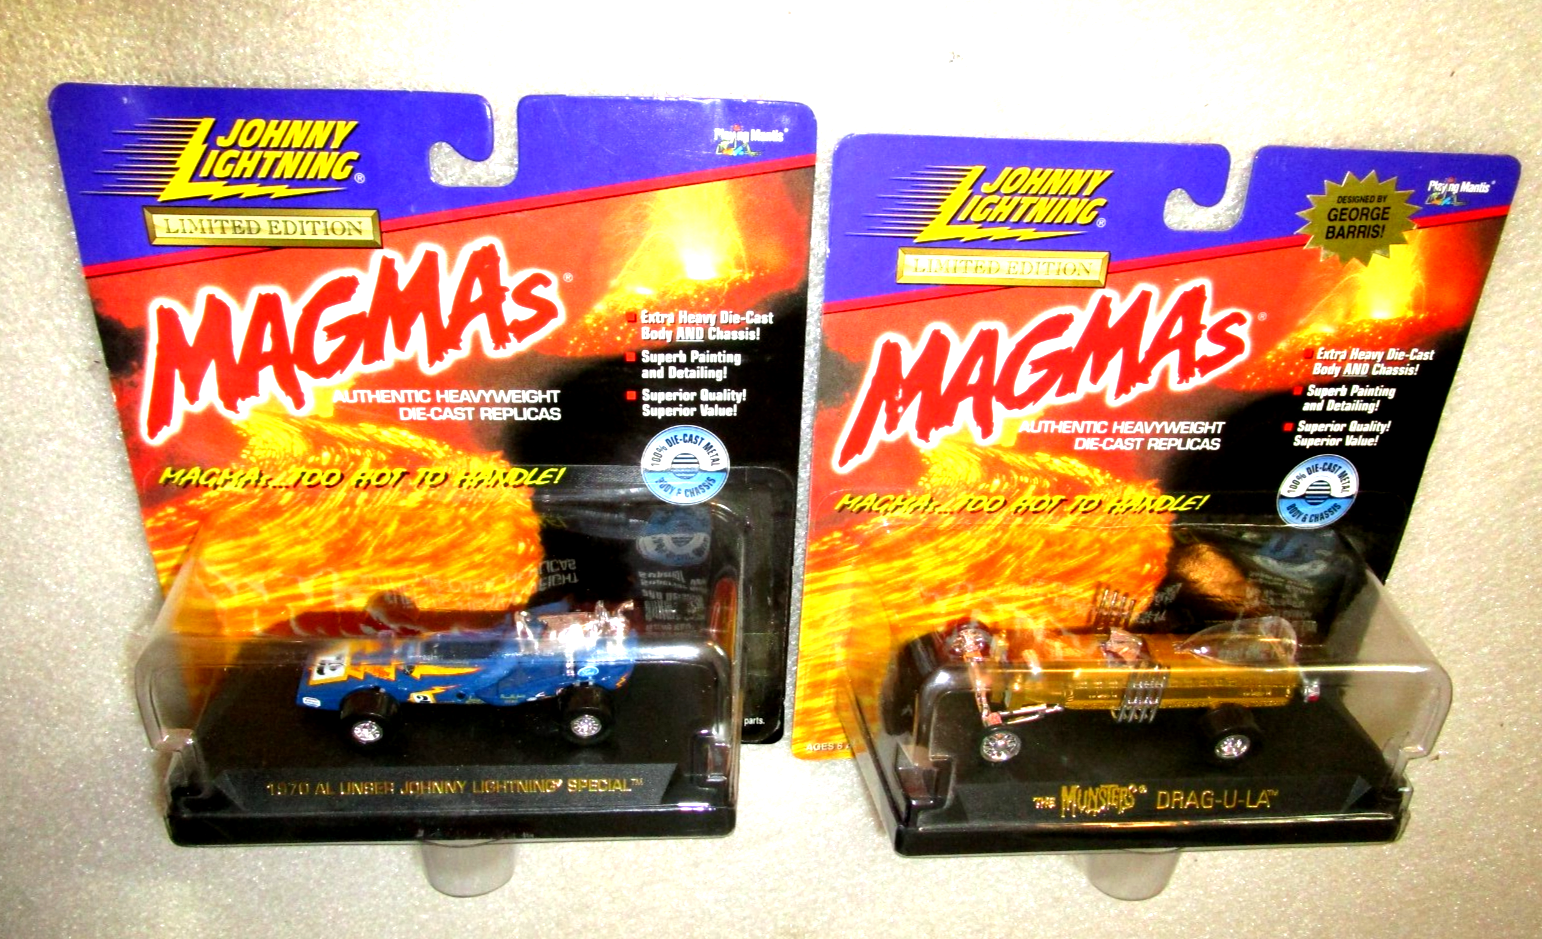 JOHNNY
LIGHTNING®
LIMITED EDITION
Playing Mantis®
MAGMAs®
AUTHENTIC HEAVYWEIGHT
DIE-CAST REPLICAS
Extra Heavy Die-Cast
Body AND Chassis!
Superb Painting
and Detailing!
Superior Quality!
Superior Value!
100% DIE-CAST METAL
BODY & CHASSIS
MAGMAs...TOO HOT TO HANDLE!
parts.
1970 AL UNSER JOHNNY LIGHTNING® SPECIAL™
JOHNNY
LIGHTNING®
LIMITED EDITION
DESIGNED BY
GEORGE
BARRIS!
Playing Mantis®
MAGMAs®
AUTHENTIC HEAVYWEIGHT
DIE-CAST REPLICAS
Extra Heavy Die-Cast
Body AND Chassis!
Superb Painting
and Detailing!
Superior Quality!
Superior Value!
100% DIE-CAST METAL
BODY & CHASSIS
MAGMAs...TOO HOT TO HANDLE!
AGES
THE MUNSTERS DRAG-U-LA™